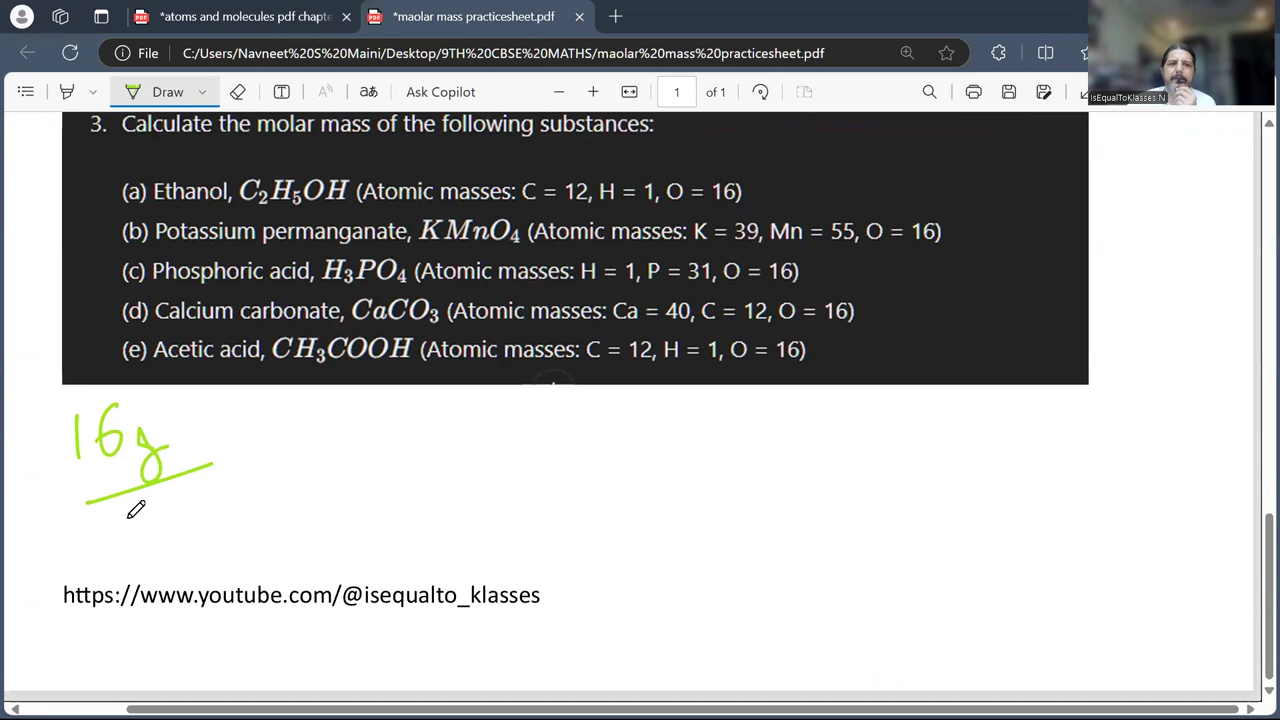 *atoms and molecules pdf chapte
*maolar mass practicesheet.pdf
File C:/Users/Navneet%20S%20Maini/Desktop/9TH%20CBSE%20MATHS/maolar%20mass%20practicesheet.pdf
Draw Ask Copilot 1 of 1
IsEqualToKlasses N
3. Calculate the molar mass of the following substances:
(a) Ethanol, C₂H₅OH (Atomic masses: C = 12, H = 1, O = 16)
(b) Potassium permanganate, KMnO₄ (Atomic masses: K = 39, Mn = 55, O = 16)
(c) Phosphoric acid, H₃PO₄ (Atomic masses: H = 1, P = 31, O = 16)
(d) Calcium carbonate, CaCO₃ (Atomic masses: Ca = 40, C = 12, O = 16)
(e) Acetic acid, CH₃COOH (Atomic masses: C = 12, H = 1, O = 16)
16g
https://www.youtube.com/@isequalto_klasses